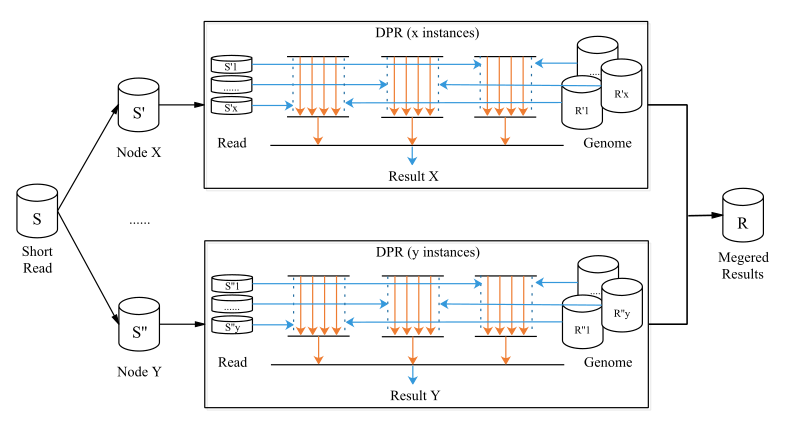 DPR (x instances)
S'1
......
S'x
.....
R'1
R'x
Read
Genome
Result X
S'
Node X
S
Short
Read
......
R
Megered
Results
DPR (y instances)
S''1
......
S''y
.....
R''1
R''y
Read
Genome
Result Y
S''
Node Y